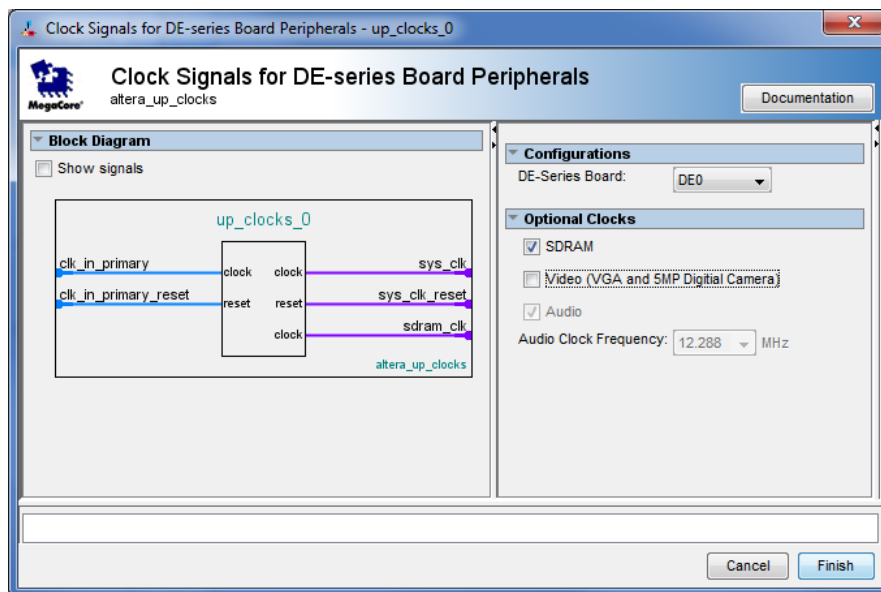 Clock Signals for DE-series Board Peripherals - up_clocks_0
MegaCore®
Clock Signals for DE-series Board Peripherals
altera_up_clocks
Documentation
Block Diagram
Show signals
up_clocks_0
clk_in_primary
clock
clock
sys_clk
clk_in_primary_reset
reset
reset
sys_clk_reset
clock
sdram_clk
altera_up_clocks
Configurations
DE-Series Board:
DE0
Optional Clocks
SDRAM
Video (VGA and 5MP Digitial Camera)
Audio
Audio Clock Frequency:
12.288
MHz
Cancel
Finish